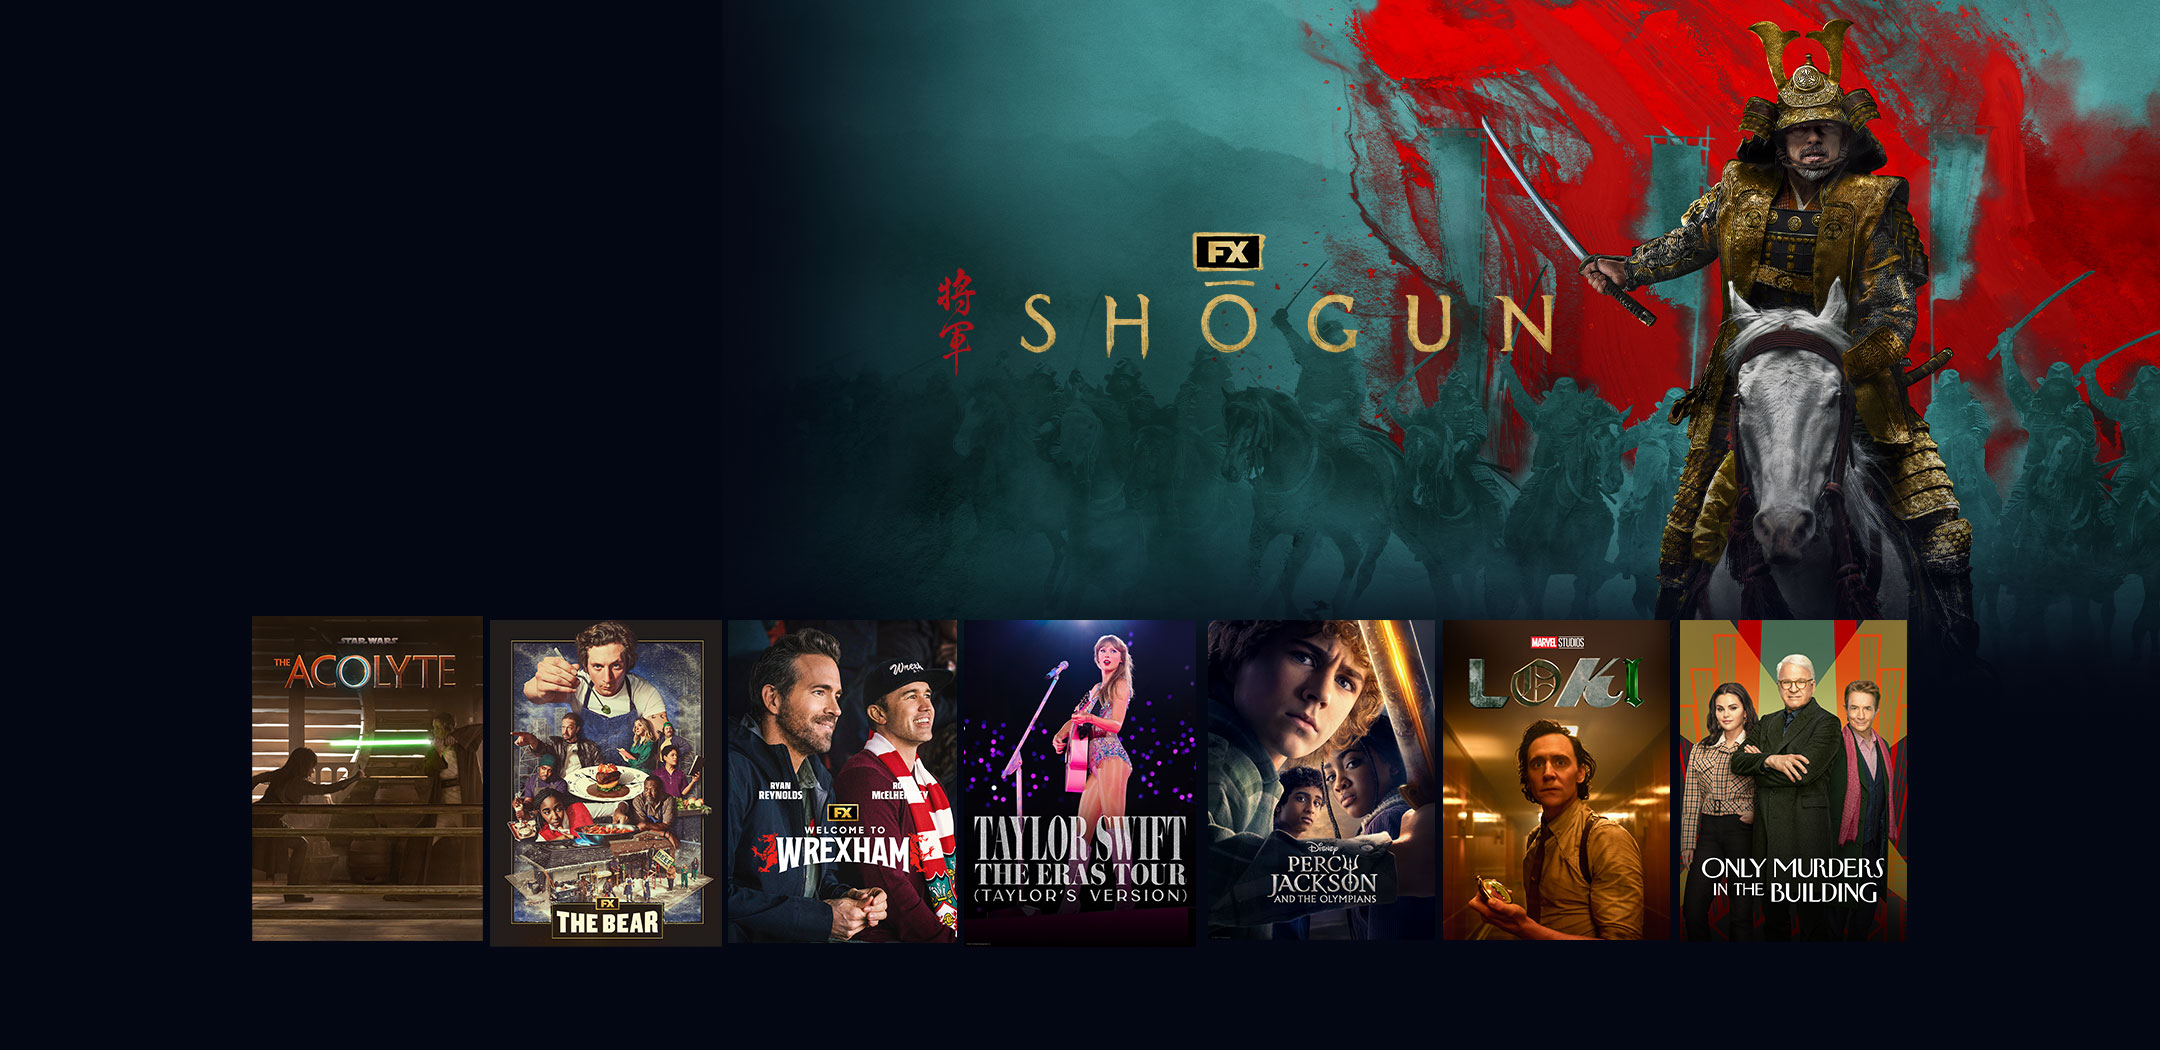 FX
将軍
SHŌGUN
STAR WARS
THE ACOLYTE
FX
THE BEAR
Wrexh
RYAN
REYNOLDS
McELHENNEY
FX
WELCOME TO
WREXHAM
TAYLOR SWIFT
THE ERAS TOUR
(TAYLOR'S VERSION)
Disney
PERCY
JACKSON
AND THE OLYMPIANS
MARVEL STUDIOS
LOKI
ONLY MURDERS
IN THE BUILDING